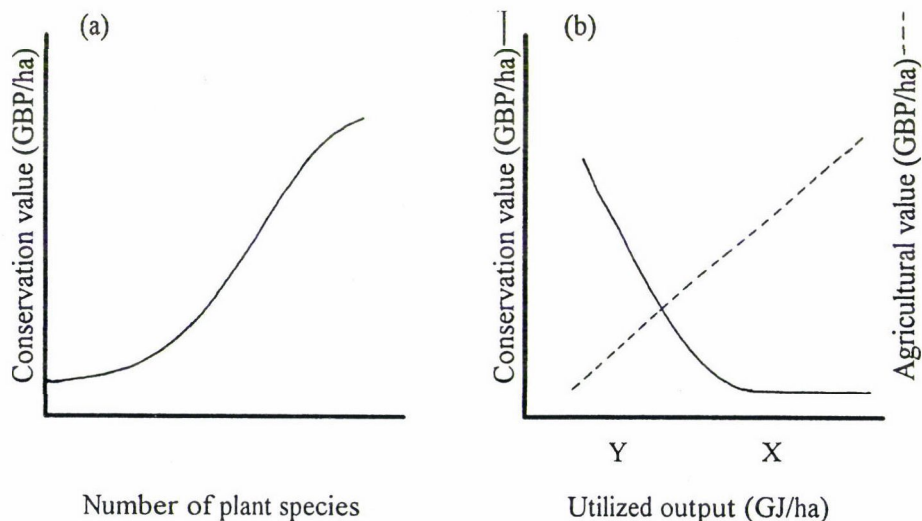 (a)
Conservation value (GBP/ha)
Number of plant species
(b)
Conservation value (GBP/ha)
Agricultural value (GBP/ha)
Y X
Utilized output (GJ/ha)